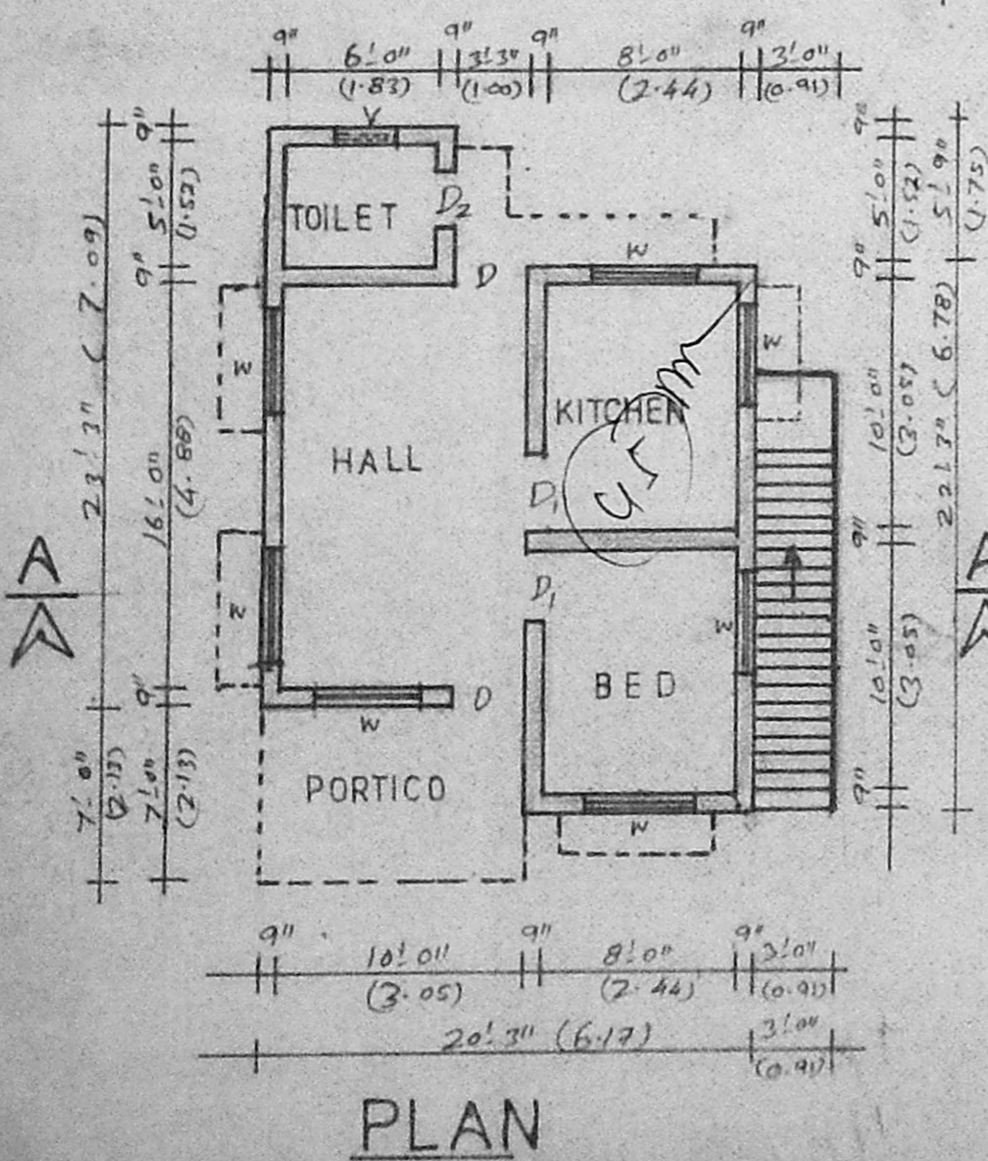 9" 6'-0" 9" 3'-3" 9" 8'-0" 9" 3'-0"
(1.83) (1.00) (2.44) (0.91)
V
TOILET
D2
D
W
W
W
KITCHEN
HALL
D1
D1
W
W
BED
W
D
W
PORTICO
W
23'-3" (7.09)
7'-0"
(2.13)
9"
5'-0"
(1.52)
9"
16'-0"
(4.88)
9"
7'-0"
(2.13)
9"
5'-0"
(1.52)
9"
10'-0"
(3.05)
9"
10'-0"
(3.05)
9"
5'-9"
(1.75)
22'-3" (6.78)
A
A
9" 10'-0" 9" 8'-0" 9" 3'-0"
(3.05) (2.44) (0.91)
20'-3" (6.17) 3'-0"
(0.91)
PLAN